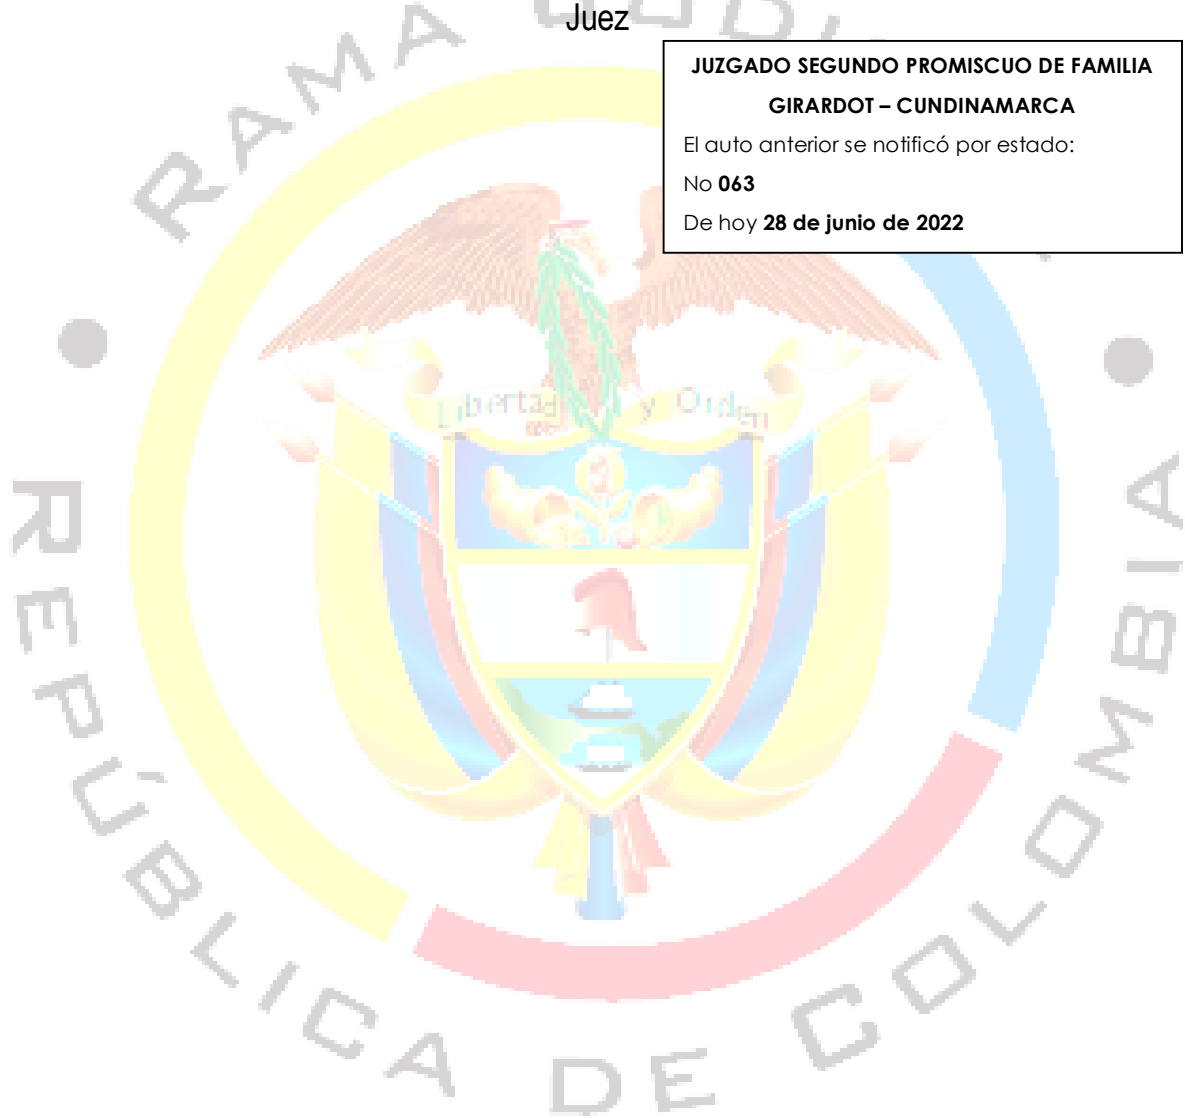 Juez
JUZGADO SEGUNDO PROMISCUO DE FAMILIA
GIRARDOT – CUNDINAMARCA
El auto anterior se notificó por estado:
No 063
De hoy 28 de junio de 2022
RAMA
Libertad y Orden
REPÚBLICA DE COLOMBIA